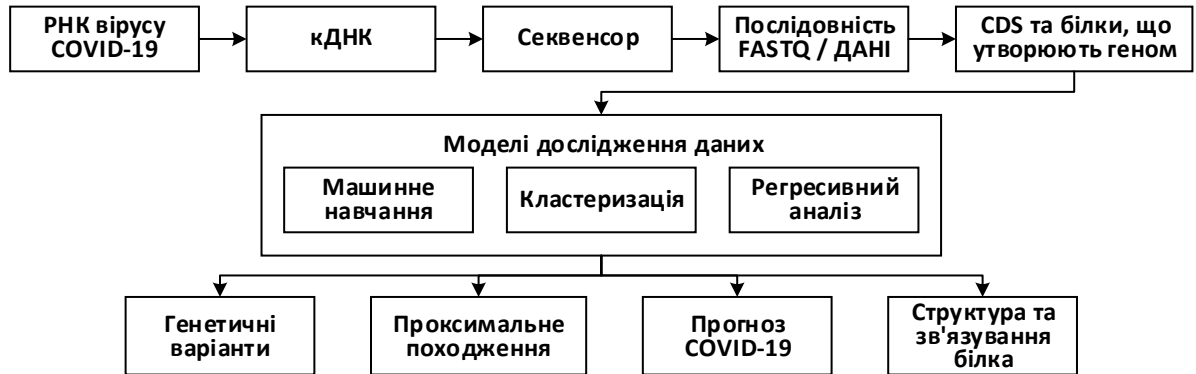 РНК вірусу
COVID-19
кДНК
Секвенсор
Послідовність
FASTQ / ДАНІ
CDS та білки, що
утворюють геном
Моделі дослідження даних
Машинне
навчання
Кластеризація
Регресивний
аналіз
Генетичні
варіанти
Проксимальне
походження
Прогноз
COVID-19
Структура та
зв'язування
білка